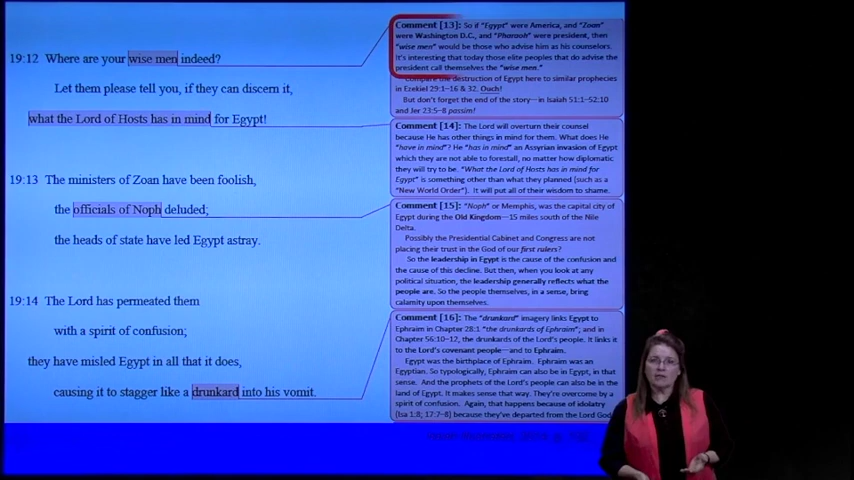 19:12 Where are your wise men indeed?
Let them please tell you, if they can discern it,
what the Lord of Hosts has in mind for Egypt!
19:13 The ministers of Zoan have been foolish,
the officials of Noph deluded;
the heads of state have led Egypt astray.
19:14 The Lord has permeated them
with a spirit of confusion;
they have misled Egypt in all that it does,
causing it to stagger like a drunkard into his vomit.
Comment [13]: So if "Egypt" were America, and "Zoan"
were Washington D.C., and "Pharaoh" were president, then
"wise men" would be those who advise him as his counselors.
It's interesting that today those elite peoples that do advise the
president call themselves the "wise men."
Compare the destruction of Egypt here to similar prophecies
in Ezekiel 29:1–16 & 32. Ouch!
But don't forget the end of the story—in Isaiah 51:1–52:10
and Jer 23:5–8 passim!
Comment [14]: The Lord will overturn their counsel
because He has other things in mind for them. What does He
"have in mind"? He "has in mind" an Assyrian invasion of Egypt
which they are not able to forestall, no matter how diplomatic
they will try to be. "What the Lord of Hosts has in mind for
Egypt" is something other than what they planned (such as a
"New World Order"). It will put all of their wisdom to shame.
Comment [15]: "Noph" or Memphis, was the capital city of
Egypt during the Old Kingdom—15 miles south of the Nile
Delta.
Possibly the Presidential Cabinet and Congress are not
placing their trust in the God of our first rulers?
So the leadership in Egypt is the cause of the confusion and
the cause of this decline. But then, when you look at any
political situation, the leadership generally reflects what the
people are. So the people themselves, in a sense, bring
calamity upon themselves.
Comment [16]: The "drunkard" imagery links Egypt to
Ephraim in Chapter 28:1 "the drunkards of Ephraim"; and in
Chapter 56:10–12, the drunkards of the Lord's people. It links it
to the Lord's covenant people—and to Ephraim.
Egypt was the birthplace of Ephraim. Ephraim was an
Egyptian. So typologically, Ephraim can also be in Egypt, in that
sense. And the prophets of the Lord's people can also be in the
land of Egypt. It makes sense that way. They're overcome by a
spirit of confusion. Again, that happens because of idolatry
(Isa 1:8; 17:7–8) because they've departed from the Lord God